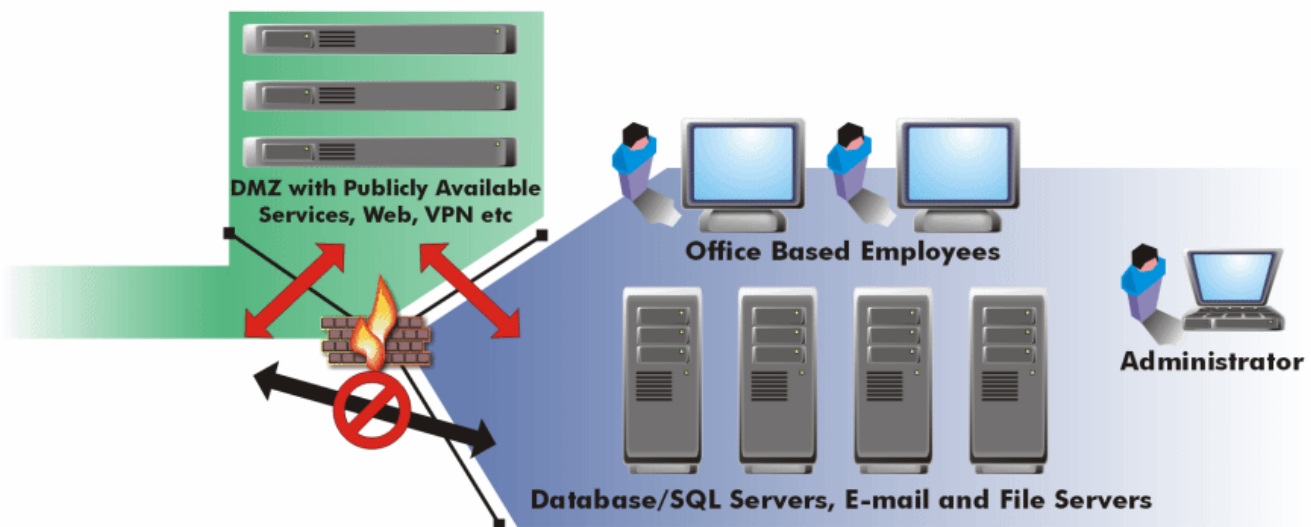 DMZ with Publicly Available
Services, Web, VPN etc
Office Based Employees
Administrator
Database/SQL Servers, E-mail and File Servers